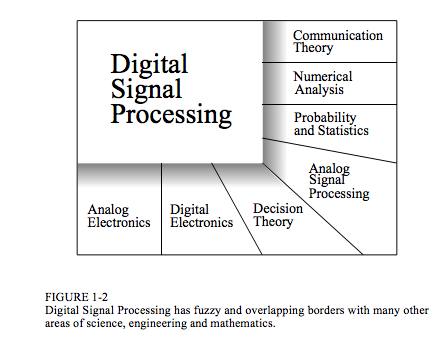 Digital
Signal
Processing
Communication
Theory
Numerical
Analysis
Probability
and Statistics
Analog
Signal
Processing
Decision
Theory
Digital
Electronics
Analog
Electronics
FIGURE 1-2
Digital Signal Processing has fuzzy and overlapping borders with many other
areas of science, engineering and mathematics.